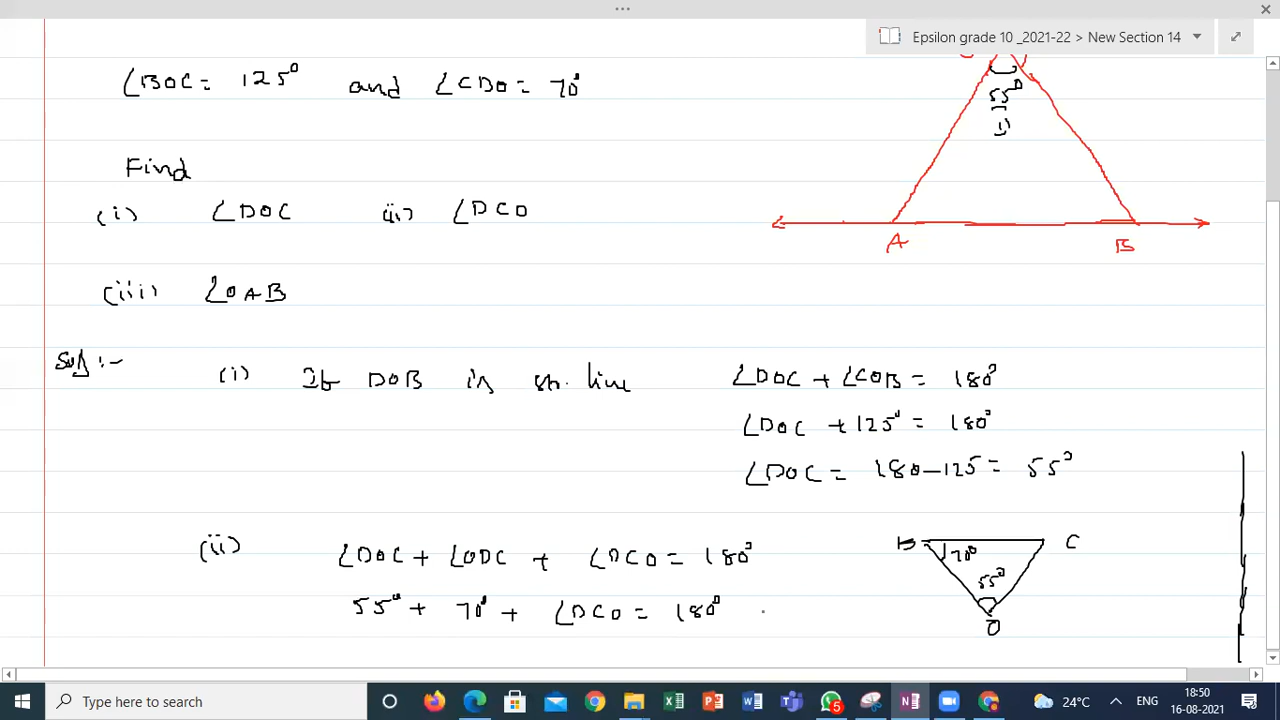 Epsilon grade 10 _2021-22 > New Section 14
∠BOC = 125° and ∠CDO = 70°
55°
Find
(i) ∠DOC (ii) ∠DCO
A B
(iii) ∠OAB
Sol :- (i) If DOB is str. line ∠DOC + ∠COB = 180°
∠DOC + 125° = 180°
∠DOC = 180 - 125 = 55°
(ii) ∠DOC + ∠ODC + ∠DCO = 180°
55° + 70° + ∠DCO = 180°
D C
70°
55°
O
Type here to search
5
24°C
ENG
18:50
16-08-2021